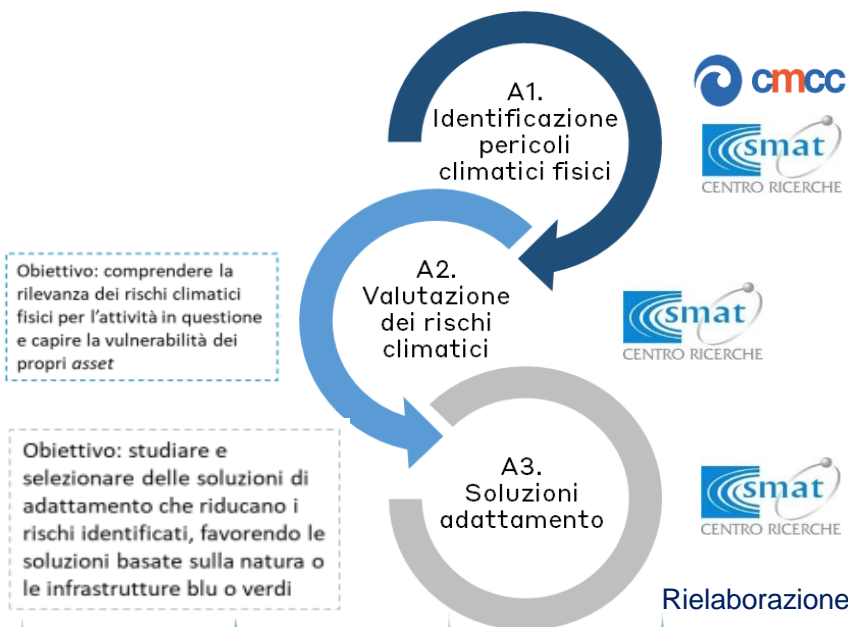 A1.
Identificazione
pericoli
climatici fisici
cmcc
smat
CENTRO RICERCHE
Obiettivo: comprendere la
rilevanza dei rischi climatici
fisici per l'attività in questione
e capire la vulnerabilità dei
propri asset
A2.
Valutazione
dei rischi
climatici
smat
CENTRO RICERCHE
Obiettivo: studiare e
selezionare delle soluzioni di
adattamento che riducano i
rischi identificati, favorendo le
soluzioni basate sulla natura o
le infrastrutture blu o verdi
A3.
Soluzioni
adattamento
smat
CENTRO RICERCHE
Rielaborazione